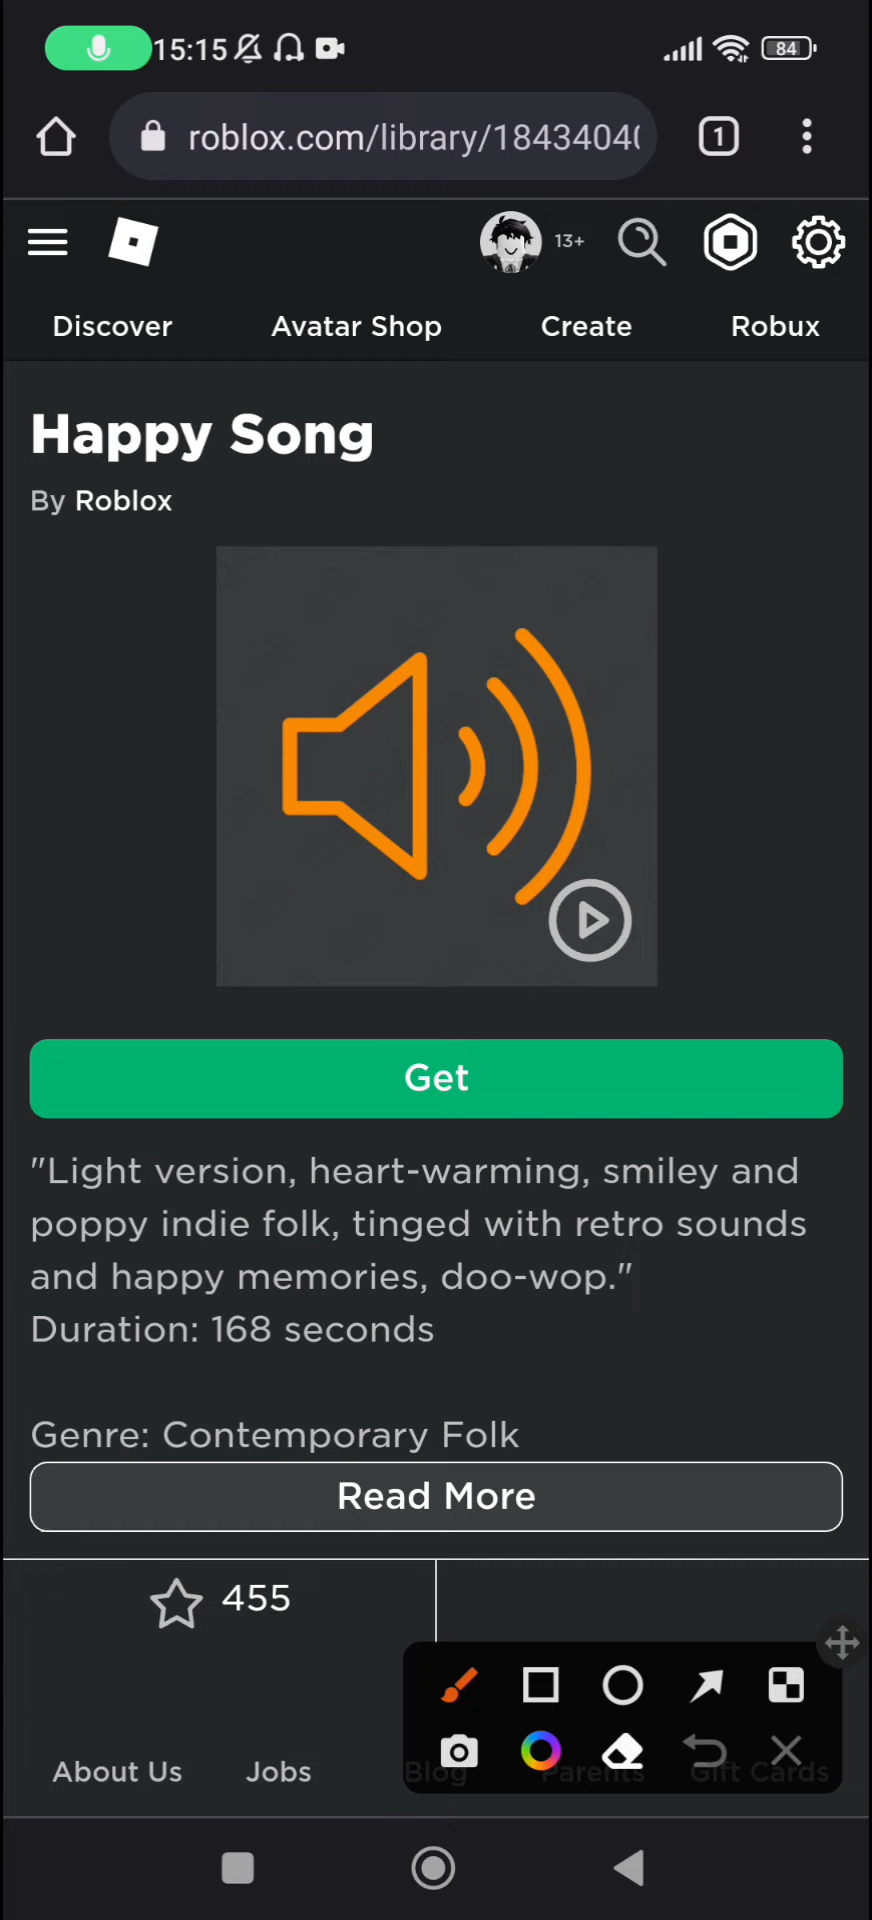 15:15
84
roblox.com/library/1843404
1
13+
Discover Avatar Shop Create Robux
Happy Song
By Roblox
Get
"Light version, heart-warming, smiley and
poppy indie folk, tinged with retro sounds
and happy memories, doo-wop."
Duration: 168 seconds
Genre: Contemporary Folk
Read More
455
About Us Jobs Blog Parents Gift Cards